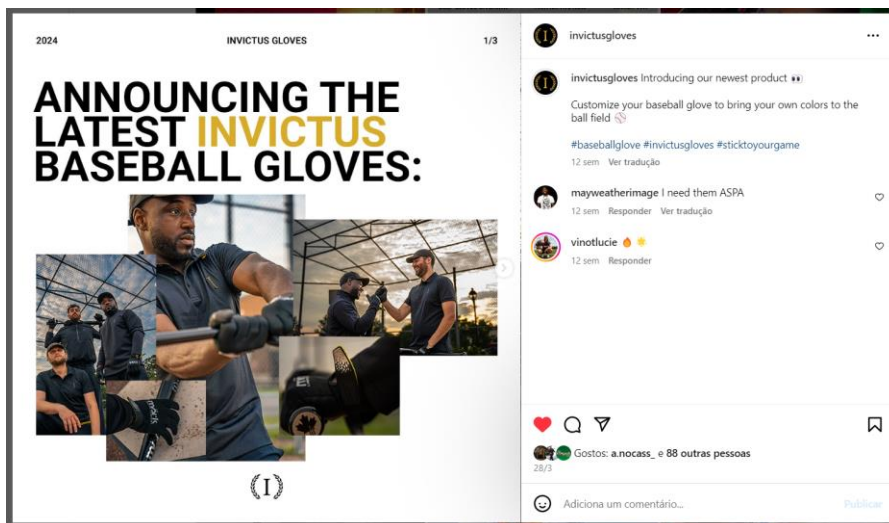 2024
INVICTUS GLOVES
1/3
ANNOUNCING THE
LATEST INVICTUS
BASEBALL GLOVES:
I
invictusgloves
invictusgloves Introducing our newest product 👀
Customize your baseball glove to bring your own colors to the
ball field ⚾
#baseballglove #invictusgloves #sticktoyourgame
12 sem Ver tradução
mayweatherimage I need them ASPA
12 sem Responder Ver tradução
vinotlucie 🔥 ☀️
12 sem Responder
Gostos: a.nocass_ e 88 outras pessoas
28/3
Adiciona um comentário...
Publicar